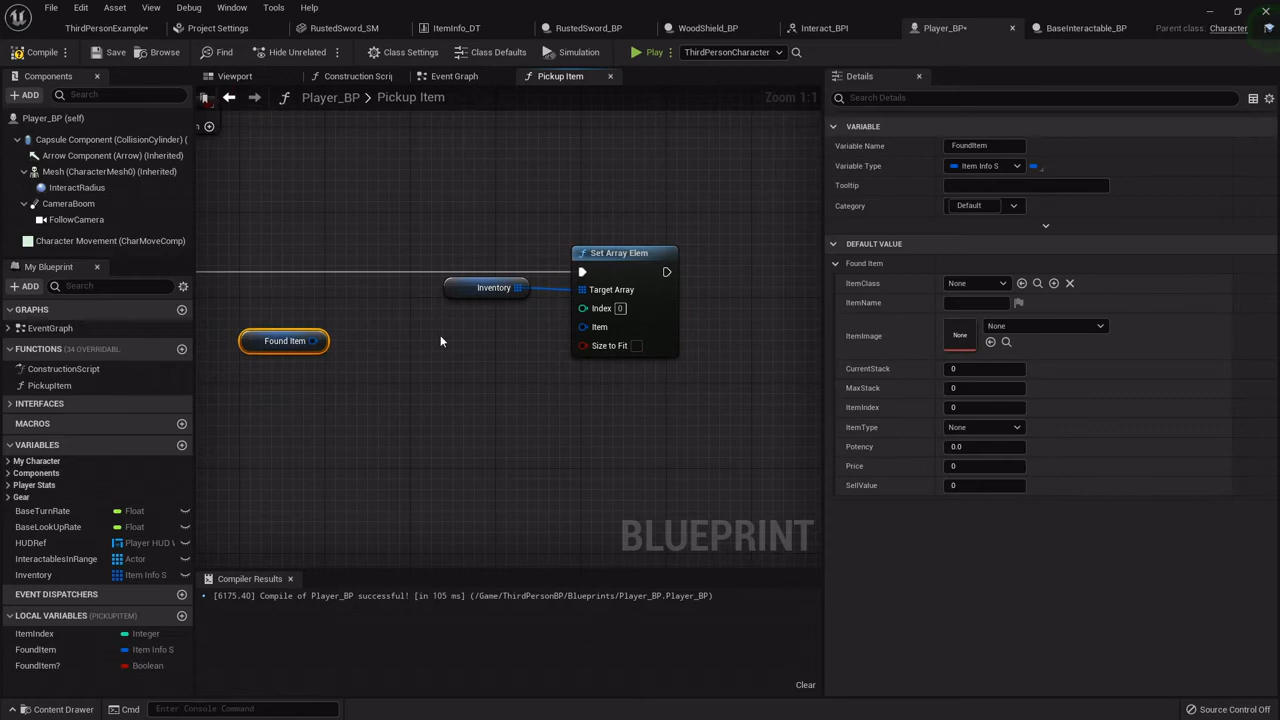 File Edit Asset View Debug Window Tools Help
ThirdPersonExample* Project Settings RustedSword_SM ItemInfo_DT RustedSword_BP WoodShield_BP Interact_BPI Player_BP* BaseInteractable_BP Parent class: Character
Compile Save Browse Find Hide Unrelated Class Settings Class Defaults Simulation Play ThirdPersonCharacter
Components
Viewport Construction Scrip Event Graph Pickup Item
Details
+ ADD Search
Player_BP > Pickup Item Zoom 1:1
Search Details
Player_BP (self)
Capsule Component (CollisionCylinder) (
Arrow Component (Arrow) (Inherited)
Mesh (CharacterMesh0) (Inherited)
InteractRadius
CameraBoom
FollowCamera
Character Movement (CharMoveComp)
My Blueprint
+ ADD Search
GRAPHS
EventGraph
FUNCTIONS (34 OVERRIDABL
ConstructionScript
PickupItem
INTERFACES
MACROS
VARIABLES
My Character
Components
Player Stats
Gear
BaseTurnRate Float
BaseLookUpRate Float
HUDRef Player HUD W
InteractablesInRange Actor
Inventory Item Info S
EVENT DISPATCHERS
LOCAL VARIABLES (PICKUPITEM)
ItemIndex Integer
FoundItem Item Info S
FoundItem? Boolean
Set Array Elem
Inventory
Target Array
Index 0
Item
Size to Fit
Found Item
BLUEPRINT
Compiler Results
[6175.40] Compile of Player_BP successful! [in 105 ms] (/Game/ThirdPersonBP/Blueprints/Player_BP.Player_BP)
Clear
VARIABLE
Variable Name FoundItem
Variable Type Item Info S
Tooltip
Category Default
DEFAULT VALUE
Found Item
ItemClass None
ItemName
ItemImage None None
CurrentStack 0
MaxStack 0
ItemIndex 0
ItemType None
Potency 0.0
Price 0
SellValue 0
Content Drawer Cmd Enter Console Command Source Control Off